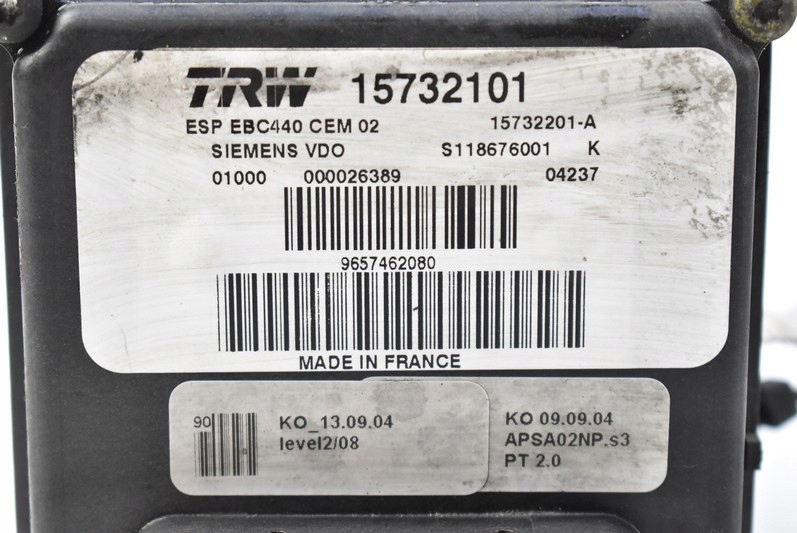 TRW 15732101
ESP EBC440 CEM 02 15732201-A
SIEMENS VDO S118676001 K
01000 000026389 04237
9657462080
MADE IN FRANCE
90 KO_13.09.04
level2/08
KO 09.09.04
APSA02NP.s3
PT 2.0